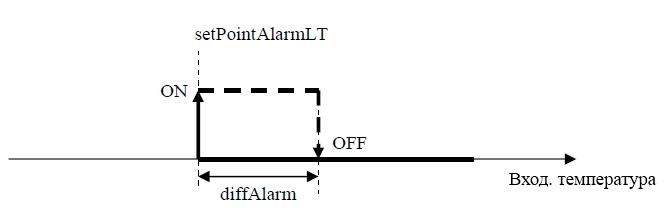 setPointAlarmLT
ON
OFF
Вход. температура
diffAlarm